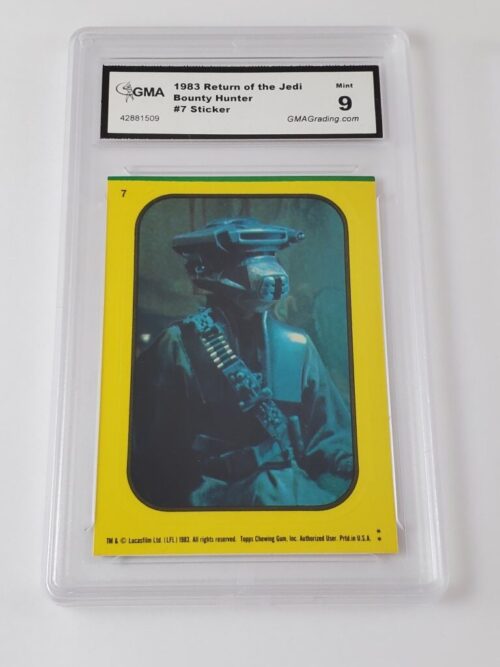 GMA
42881509
1983 Return of the Jedi
Bounty Hunter
#7 Sticker
Mint
9
GMAGrading.com
7
TM & © Lucasfilm Ltd. (LFL) 1983. All rights reserved. Topps Chewing Gum, Inc. Authorized User. Prtd.in U.S.A. **